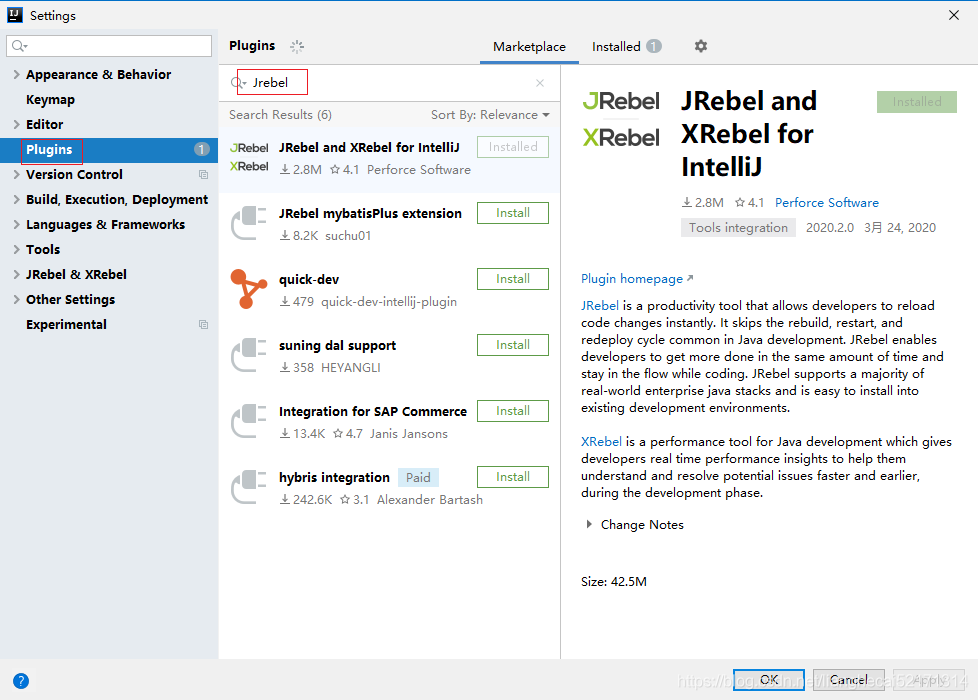 Settings
Appearance & Behavior
Keymap
Editor
Plugins 1
Version Control
Build, Execution, Deployment
Languages & Frameworks
Tools
JRebel & XRebel
Other Settings
Experimental
Plugins
Marketplace Installed 1
Jrebel
Search Results (6) Sort By: Relevance
JRebel
XRebel
JRebel and XRebel for IntelliJ Installed
2.8M 4.1 Perforce Software
JRebel mybatisPlus extension Install
8.2K suchu01
quick-dev Install
479 quick-dev-intellij-plugin
suning dal support Install
358 HEYANGLI
Integration for SAP Commerce Install
13.4K 4.7 Janis Jansons
hybris integration Paid Install
242.6K 3.1 Alexander Bartash
JRebel
XRebel
JRebel and
XRebel for
IntelliJ
Installed
2.8M 4.1 Perforce Software
Tools integration 2020.2.0 3月 24, 2020
Plugin homepage
JRebel is a productivity tool that allows developers to reload
code changes instantly. It skips the rebuild, restart, and
redeploy cycle common in Java development. JRebel enables
developers to get more done in the same amount of time and
stay in the flow while coding. JRebel supports a majority of
real-world enterprise java stacks and is easy to install into
existing development environments.
XRebel is a performance tool for Java development which gives
developers real time performance insights to help them
understand and resolve potential issues faster and earlier,
during the development phase.
Change Notes
Size: 42.5M
?
OK Cancel Apply